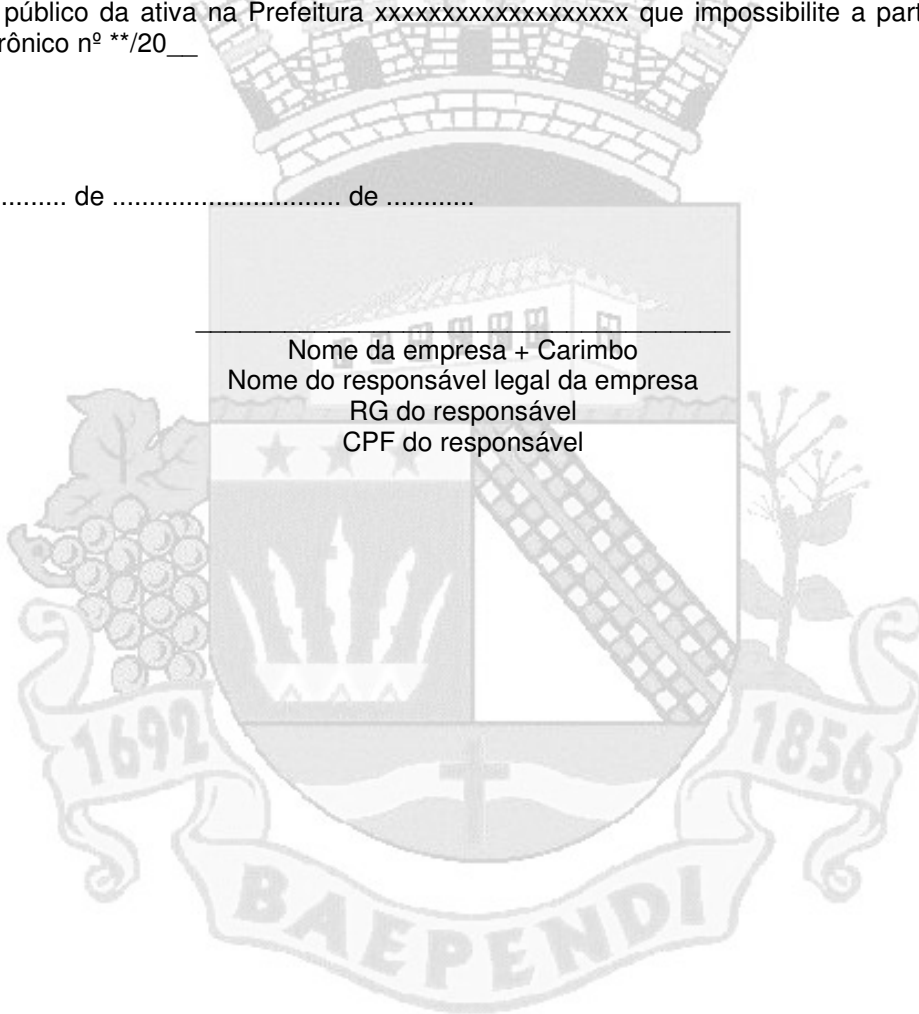 público da ativa na Prefeitura xxxxxxxxxxxxxxxxxxx que impossibilite a part
rônico nº **/20__
.......... de ............................... de ............
Nome da empresa + Carimbo
Nome do responsável legal da empresa
RG do responsável
CPF do responsável
1692
1856
BAEPENDI